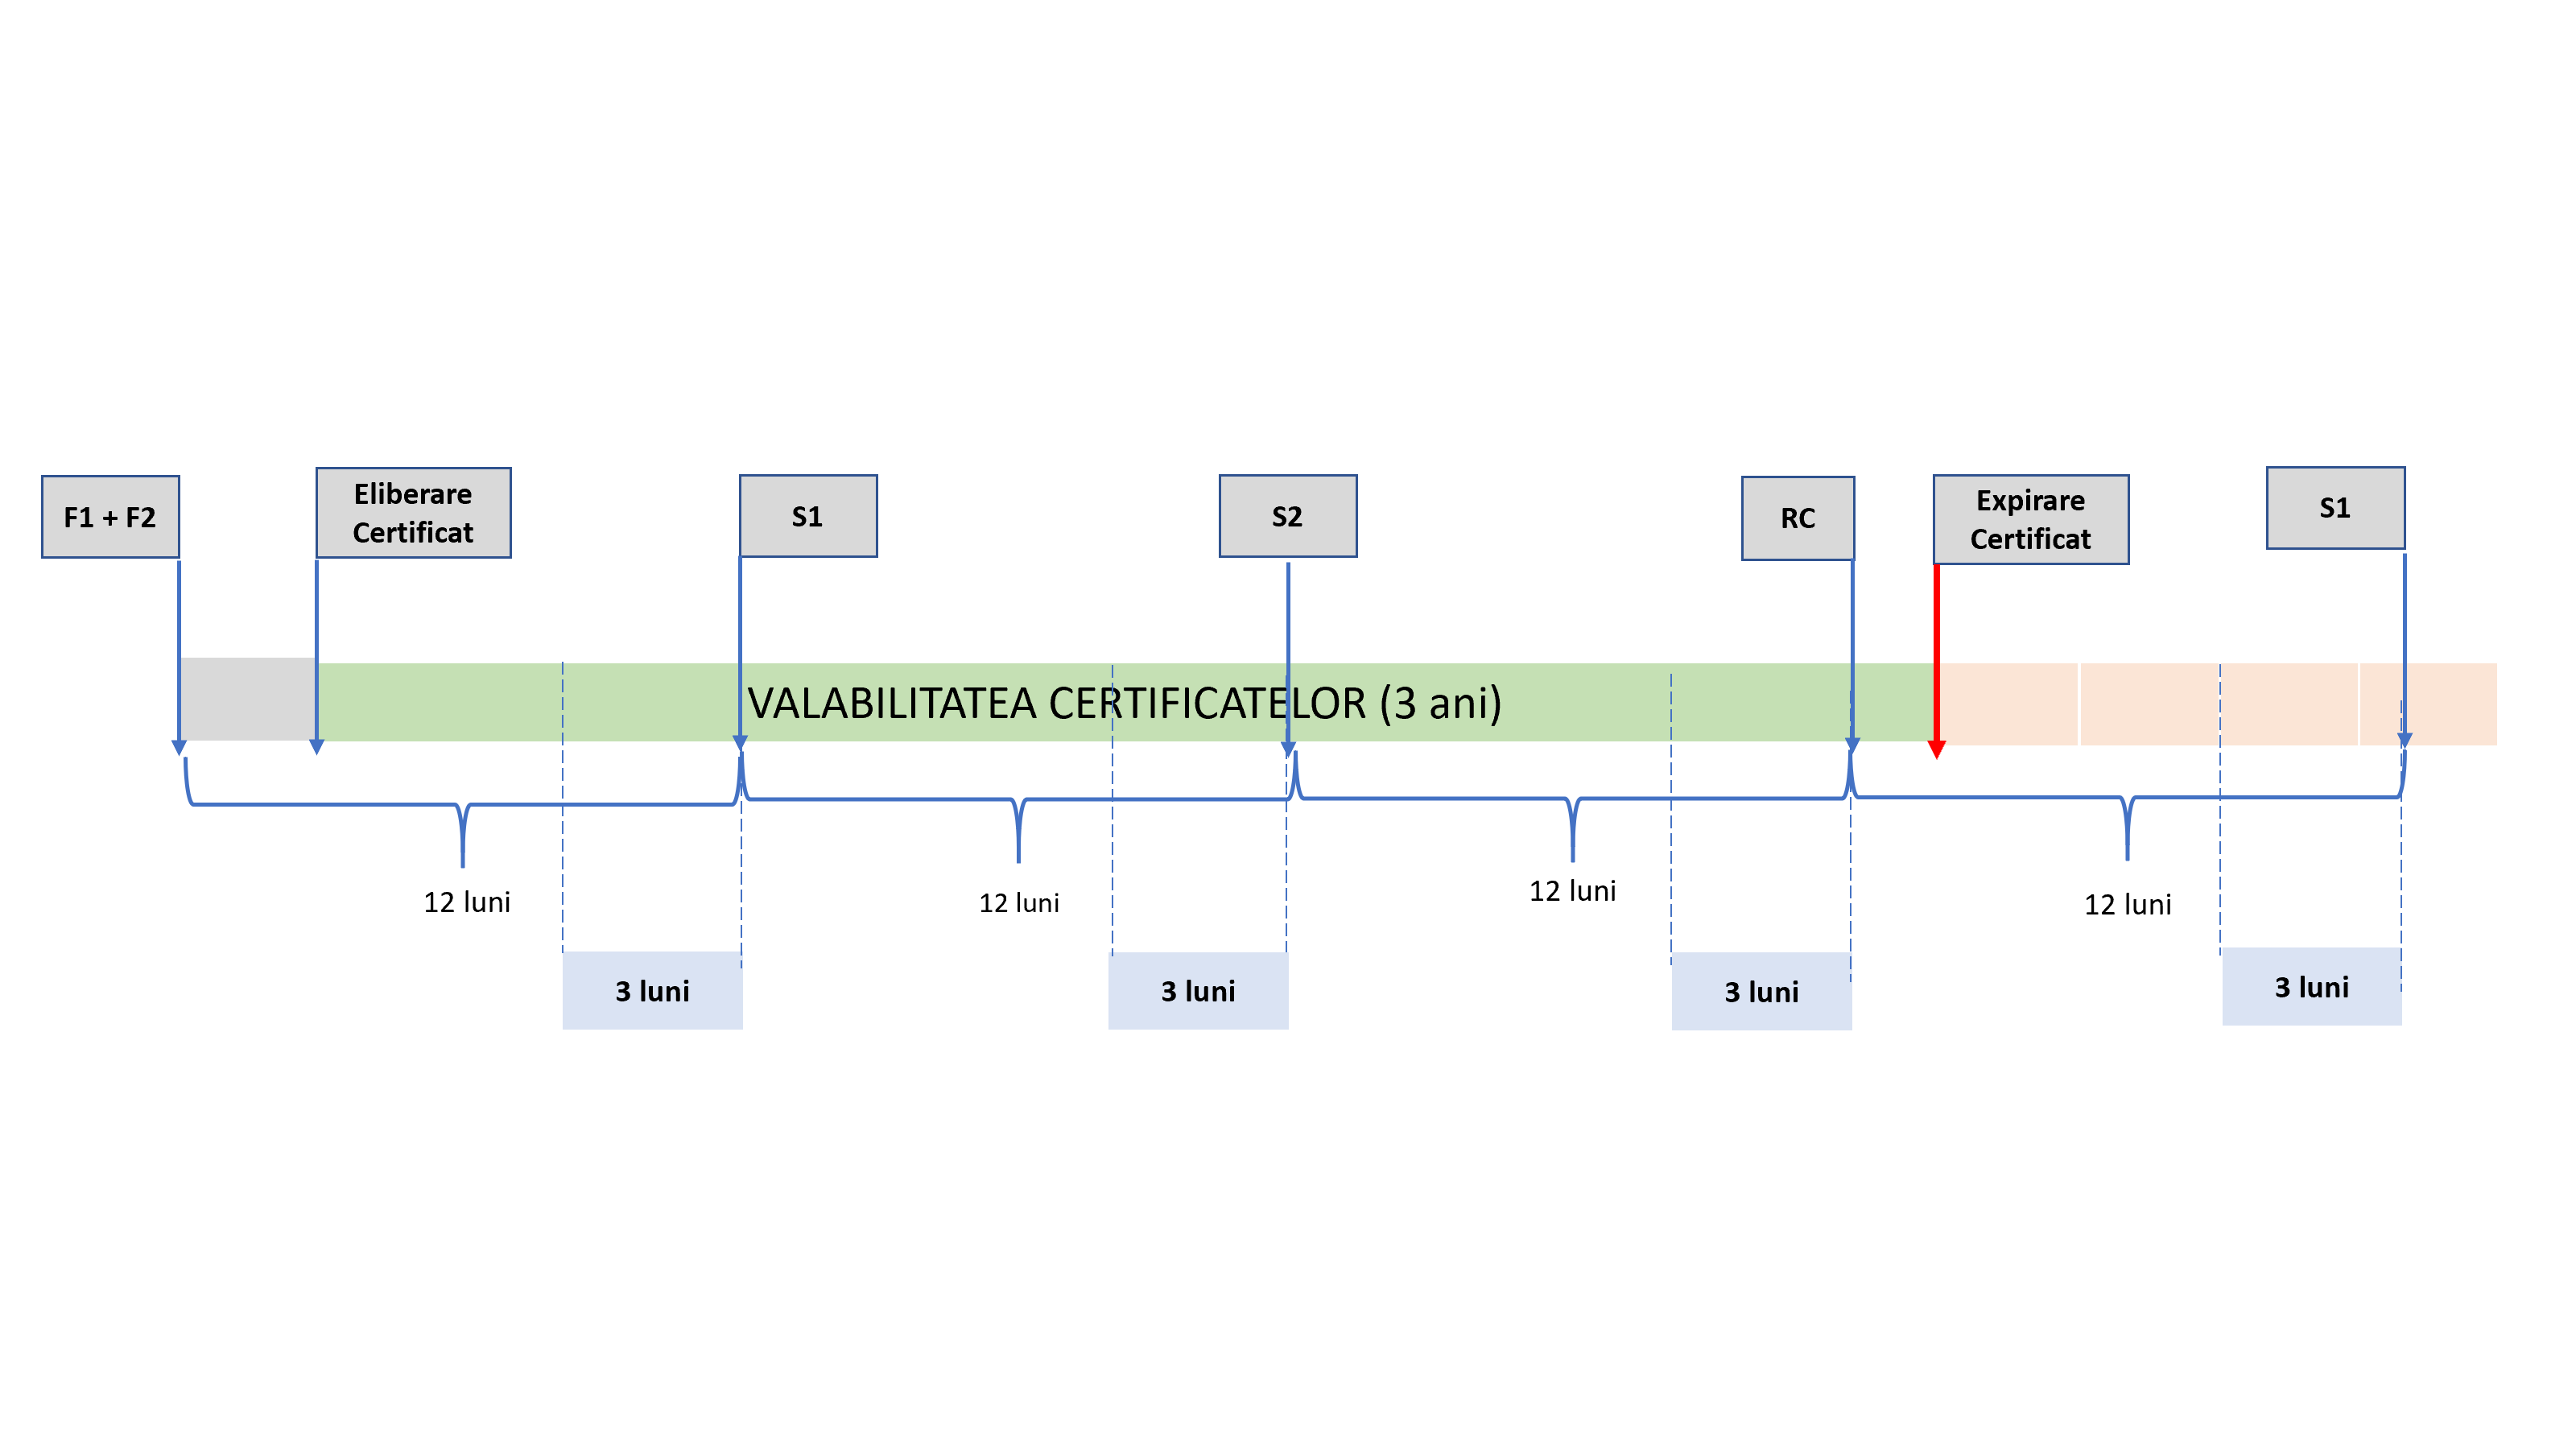 F1 + F2
Eliberare
Certificat
S1
S2
RC
Expirare
Certificat
S1
VALABILITATEA CERTIFICATELOR (3 ani)
12 luni
12 luni
12 luni
12 luni
3 luni
3 luni
3 luni
3 luni